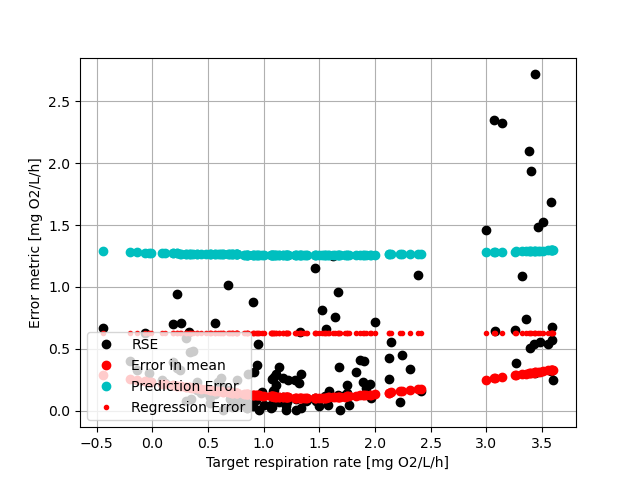 Error metric [mg O2/L/h]
2.5
2.0
1.5
1.0
0.5
0.0
RSE
Error in mean
Prediction Error
Regression Error
−0.5 0.0 0.5 1.0 1.5 2.0 2.5 3.0 3.5
Target respiration rate [mg O2/L/h]